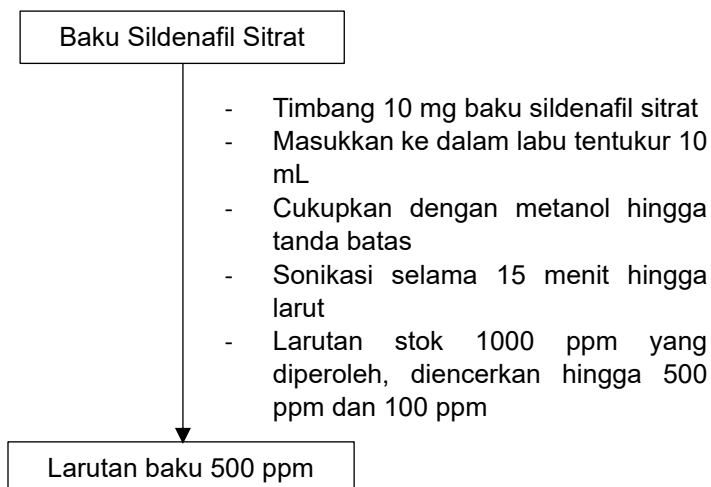 Baku Sildenafil Sitrat
- Timbang 10 mg baku sildenafil sitrat
- Masukkan ke dalam labu tentukur 10
mL
- Cukupkan dengan metanol hingga
tanda batas
- Sonikasi selama 15 menit hingga
larut
- Larutan stok 1000 ppm yang
diperoleh, diencerkan hingga 500
ppm dan 100 ppm
Larutan baku 500 ppm